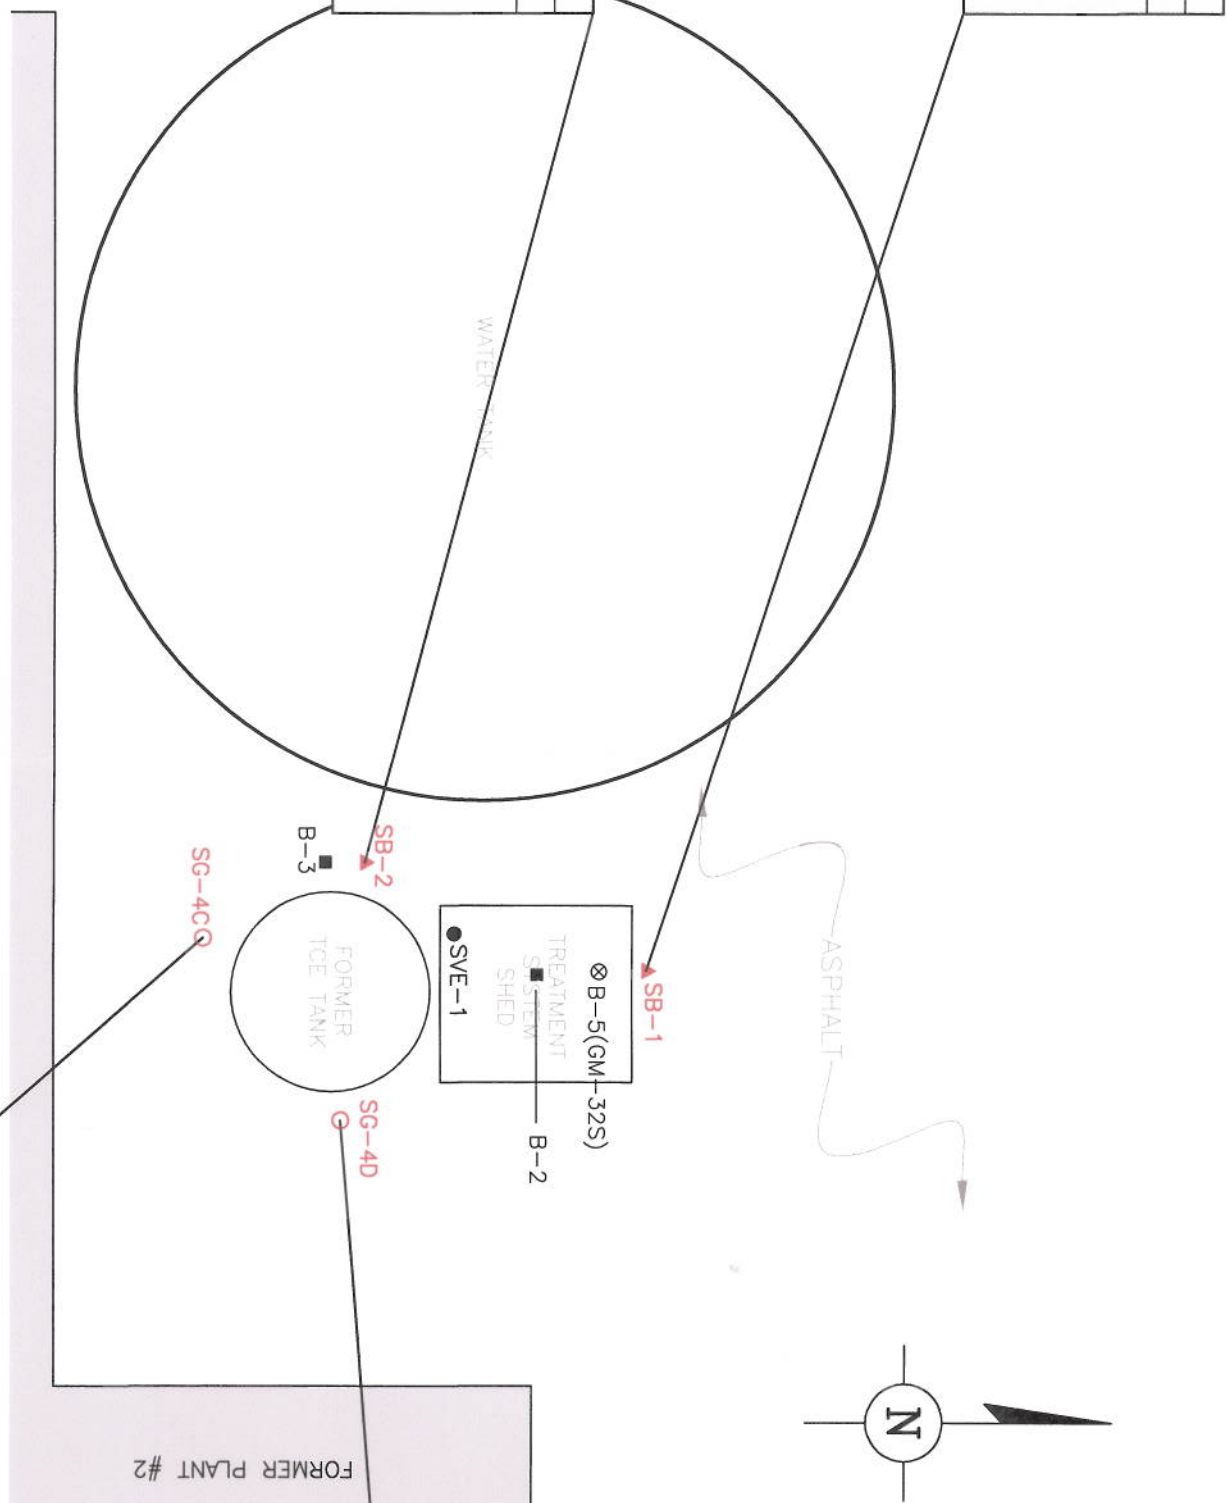 WATER TANK
ASPHALT
SB-2
B-3
SG-4C
FORMER
TCE TANK
SVE-1
TREATMENT
SYSTEM
SHED
B-5(GM-32S)
SB-1
B-2
SG-4D
N
FORMER PLANT #2